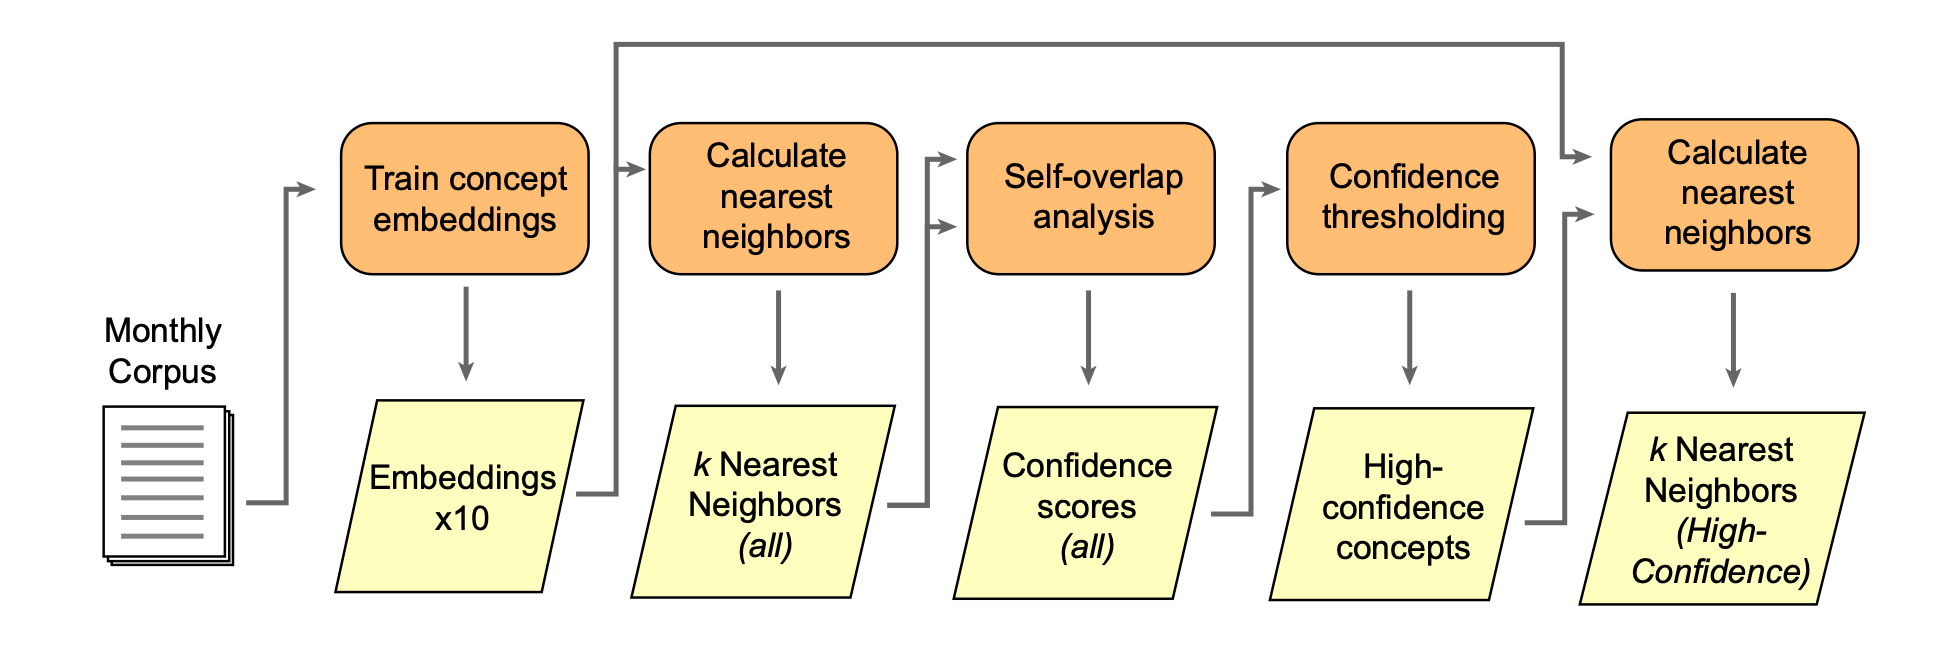 Monthly
Corpus
Train concept
embeddings
Embeddings
x10
Calculate
nearest
neighbors
k Nearest
Neighbors
(all)
Self-overlap
analysis
Confidence
scores
(all)
Confidence
thresholding
High-
confidence
concepts
Calculate
nearest
neighbors
k Nearest
Neighbors
(High-
Confidence)